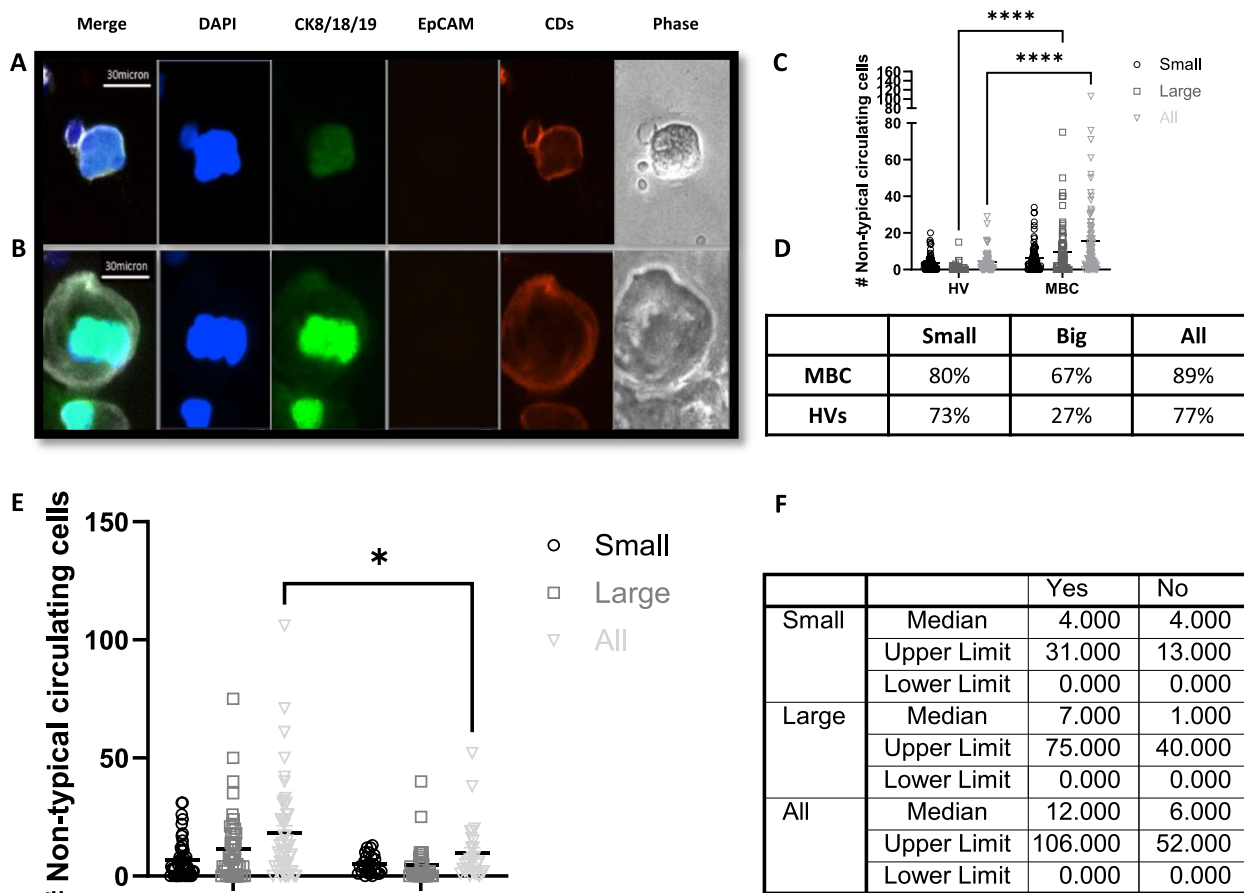 Merge DAPI CK8/18/19 EpCAM CDs Phase
A
30micron
B
30micron
C
****
****
# Non-typical circulating cells
160
140
120
100
80
80
60
40
20
0
HV MBC
Small
Large
All
D
Small Big All
MBC 80% 67% 89%
HVs 73% 27% 77%
E
# Non-typical circulating cells
150
100
50
0
*
Small
Large
All
F
Yes No
Small Median 4.000 4.000
Upper Limit 31.000 13.000
Lower Limit 0.000 0.000
Large Median 7.000 1.000
Upper Limit 75.000 40.000
Lower Limit 0.000 0.000
All Median 12.000 6.000
Upper Limit 106.000 52.000
Lower Limit 0.000 0.000